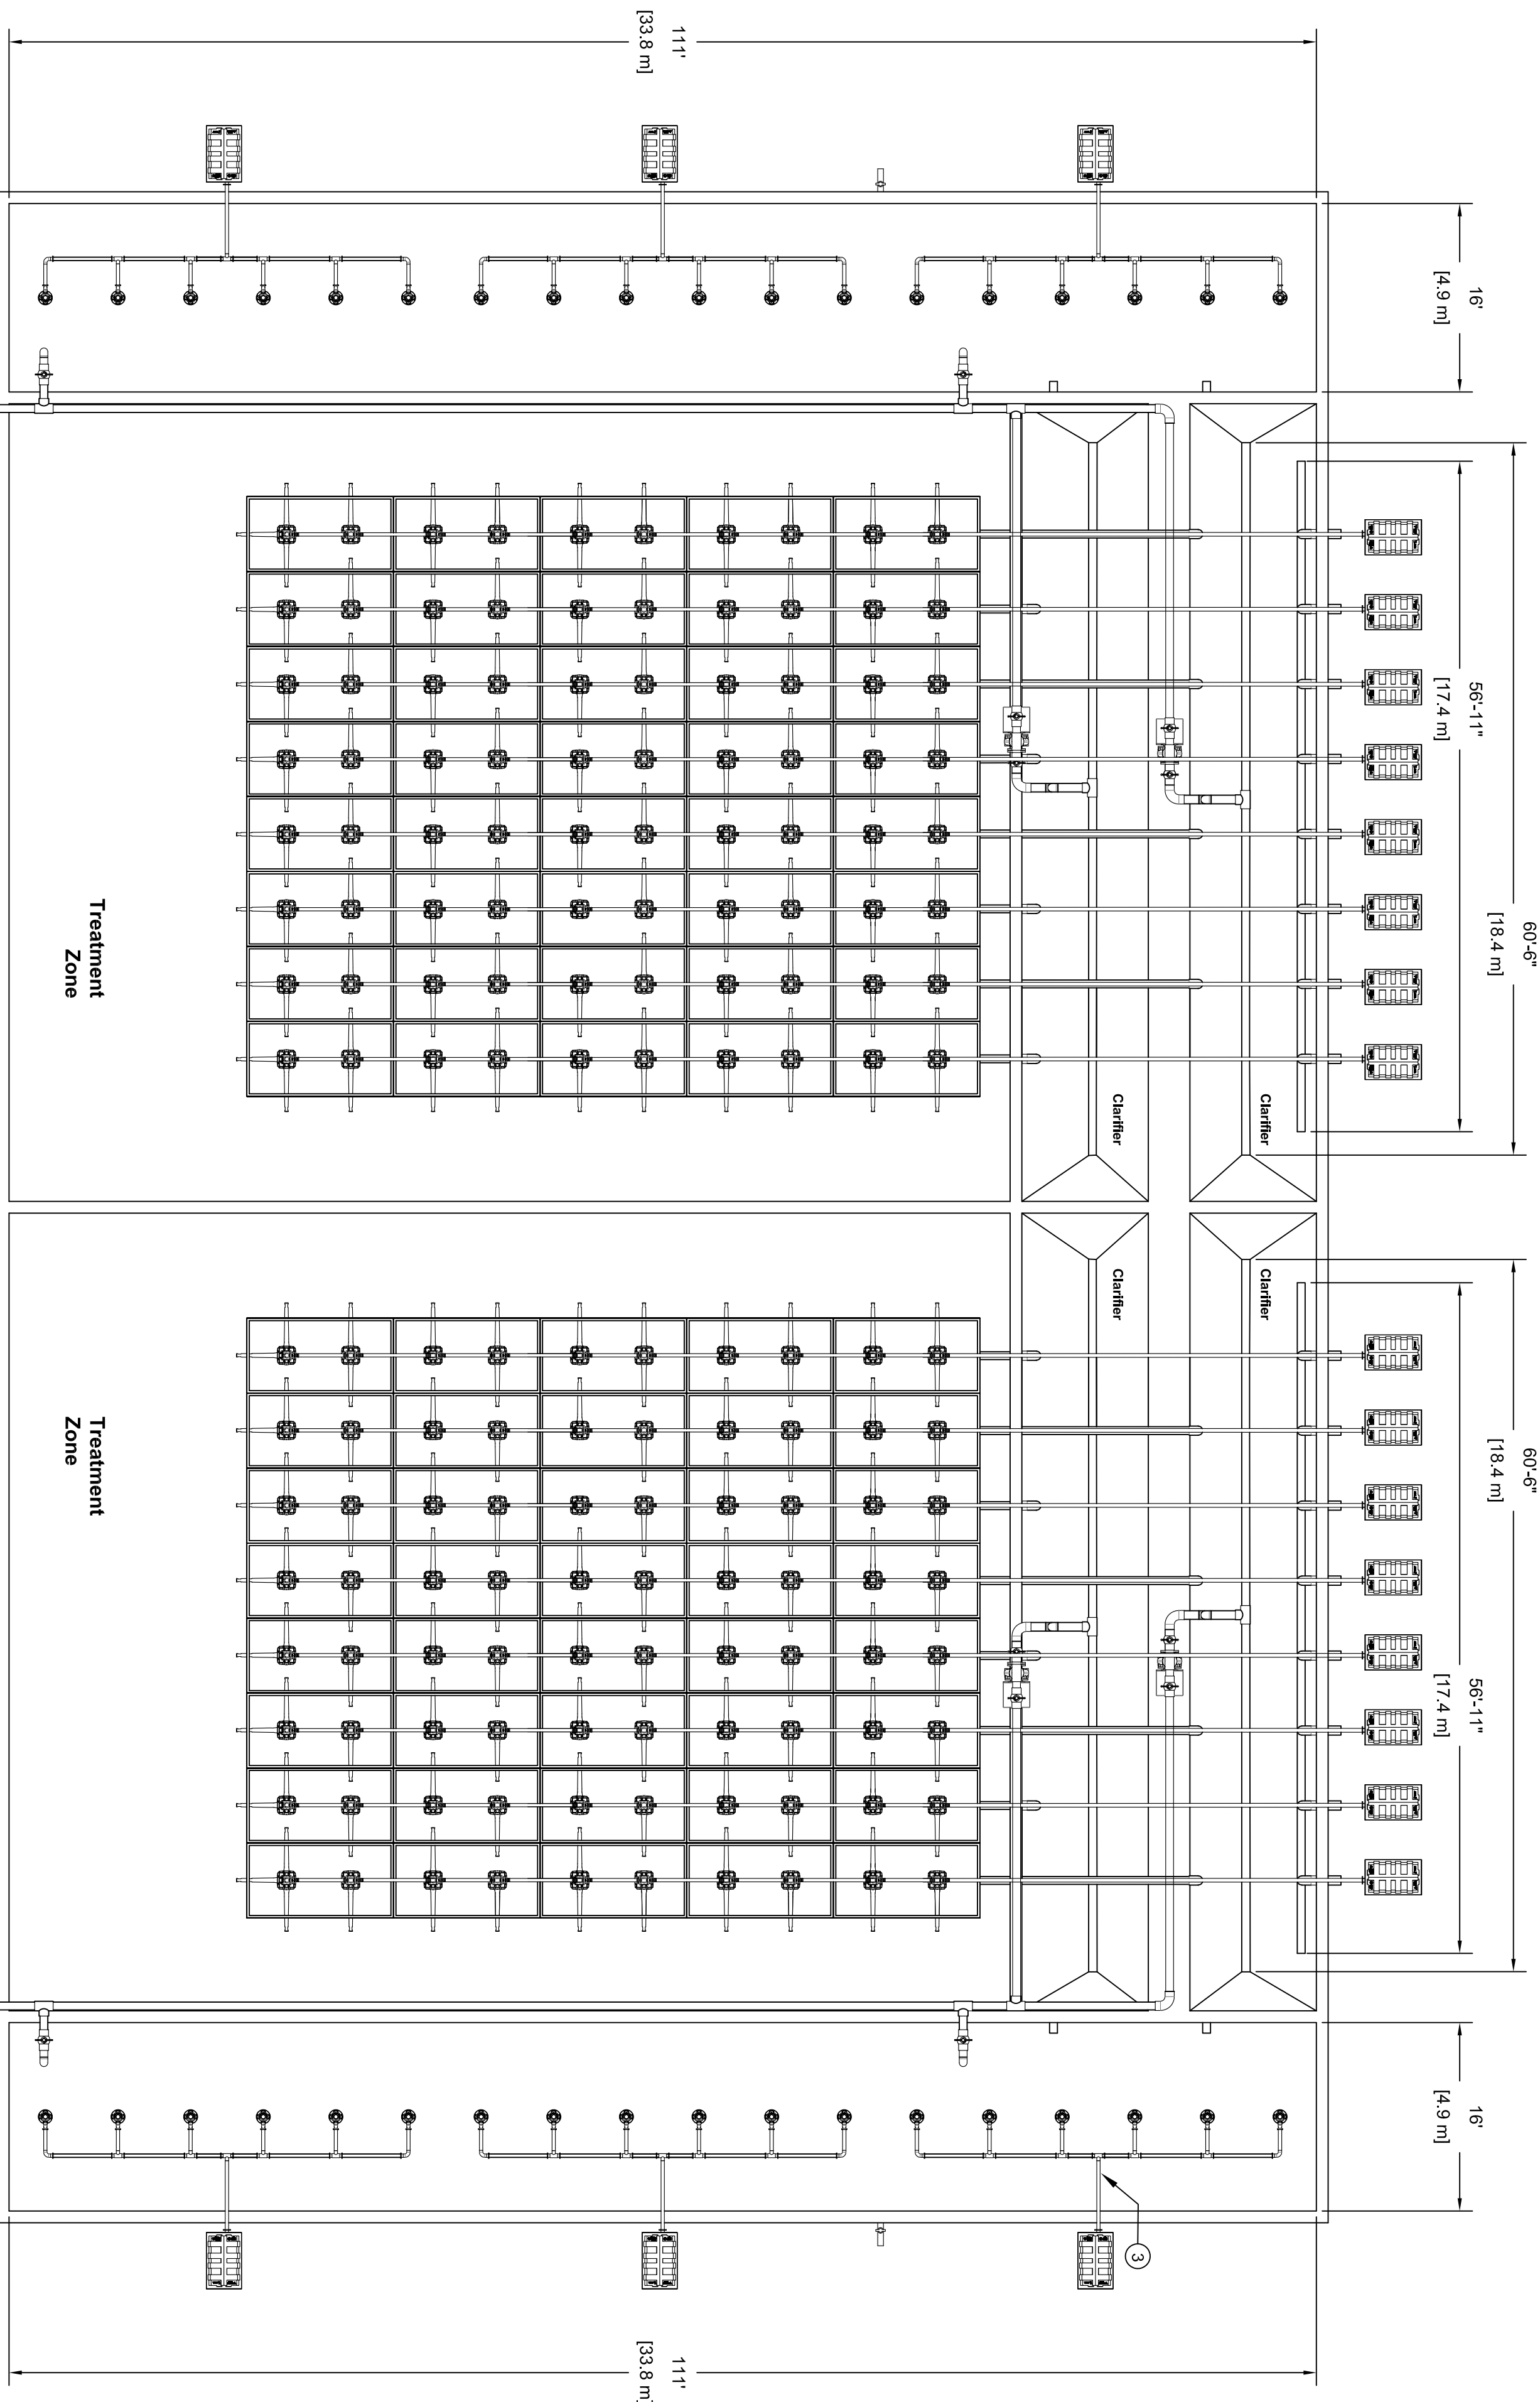 111'
[33.8 m]
16'
[4.9 m]
56'-11"
[17.4 m]
60'-6"
[18.4 m]
Treatment
Zone
Clarifier
Clarifier
Clarifier
Clarifier
Treatment
Zone
60'-6"
[18.4 m]
56'-11"
[17.4 m]
16'
[4.9 m]
3
111'
[33.8 m]